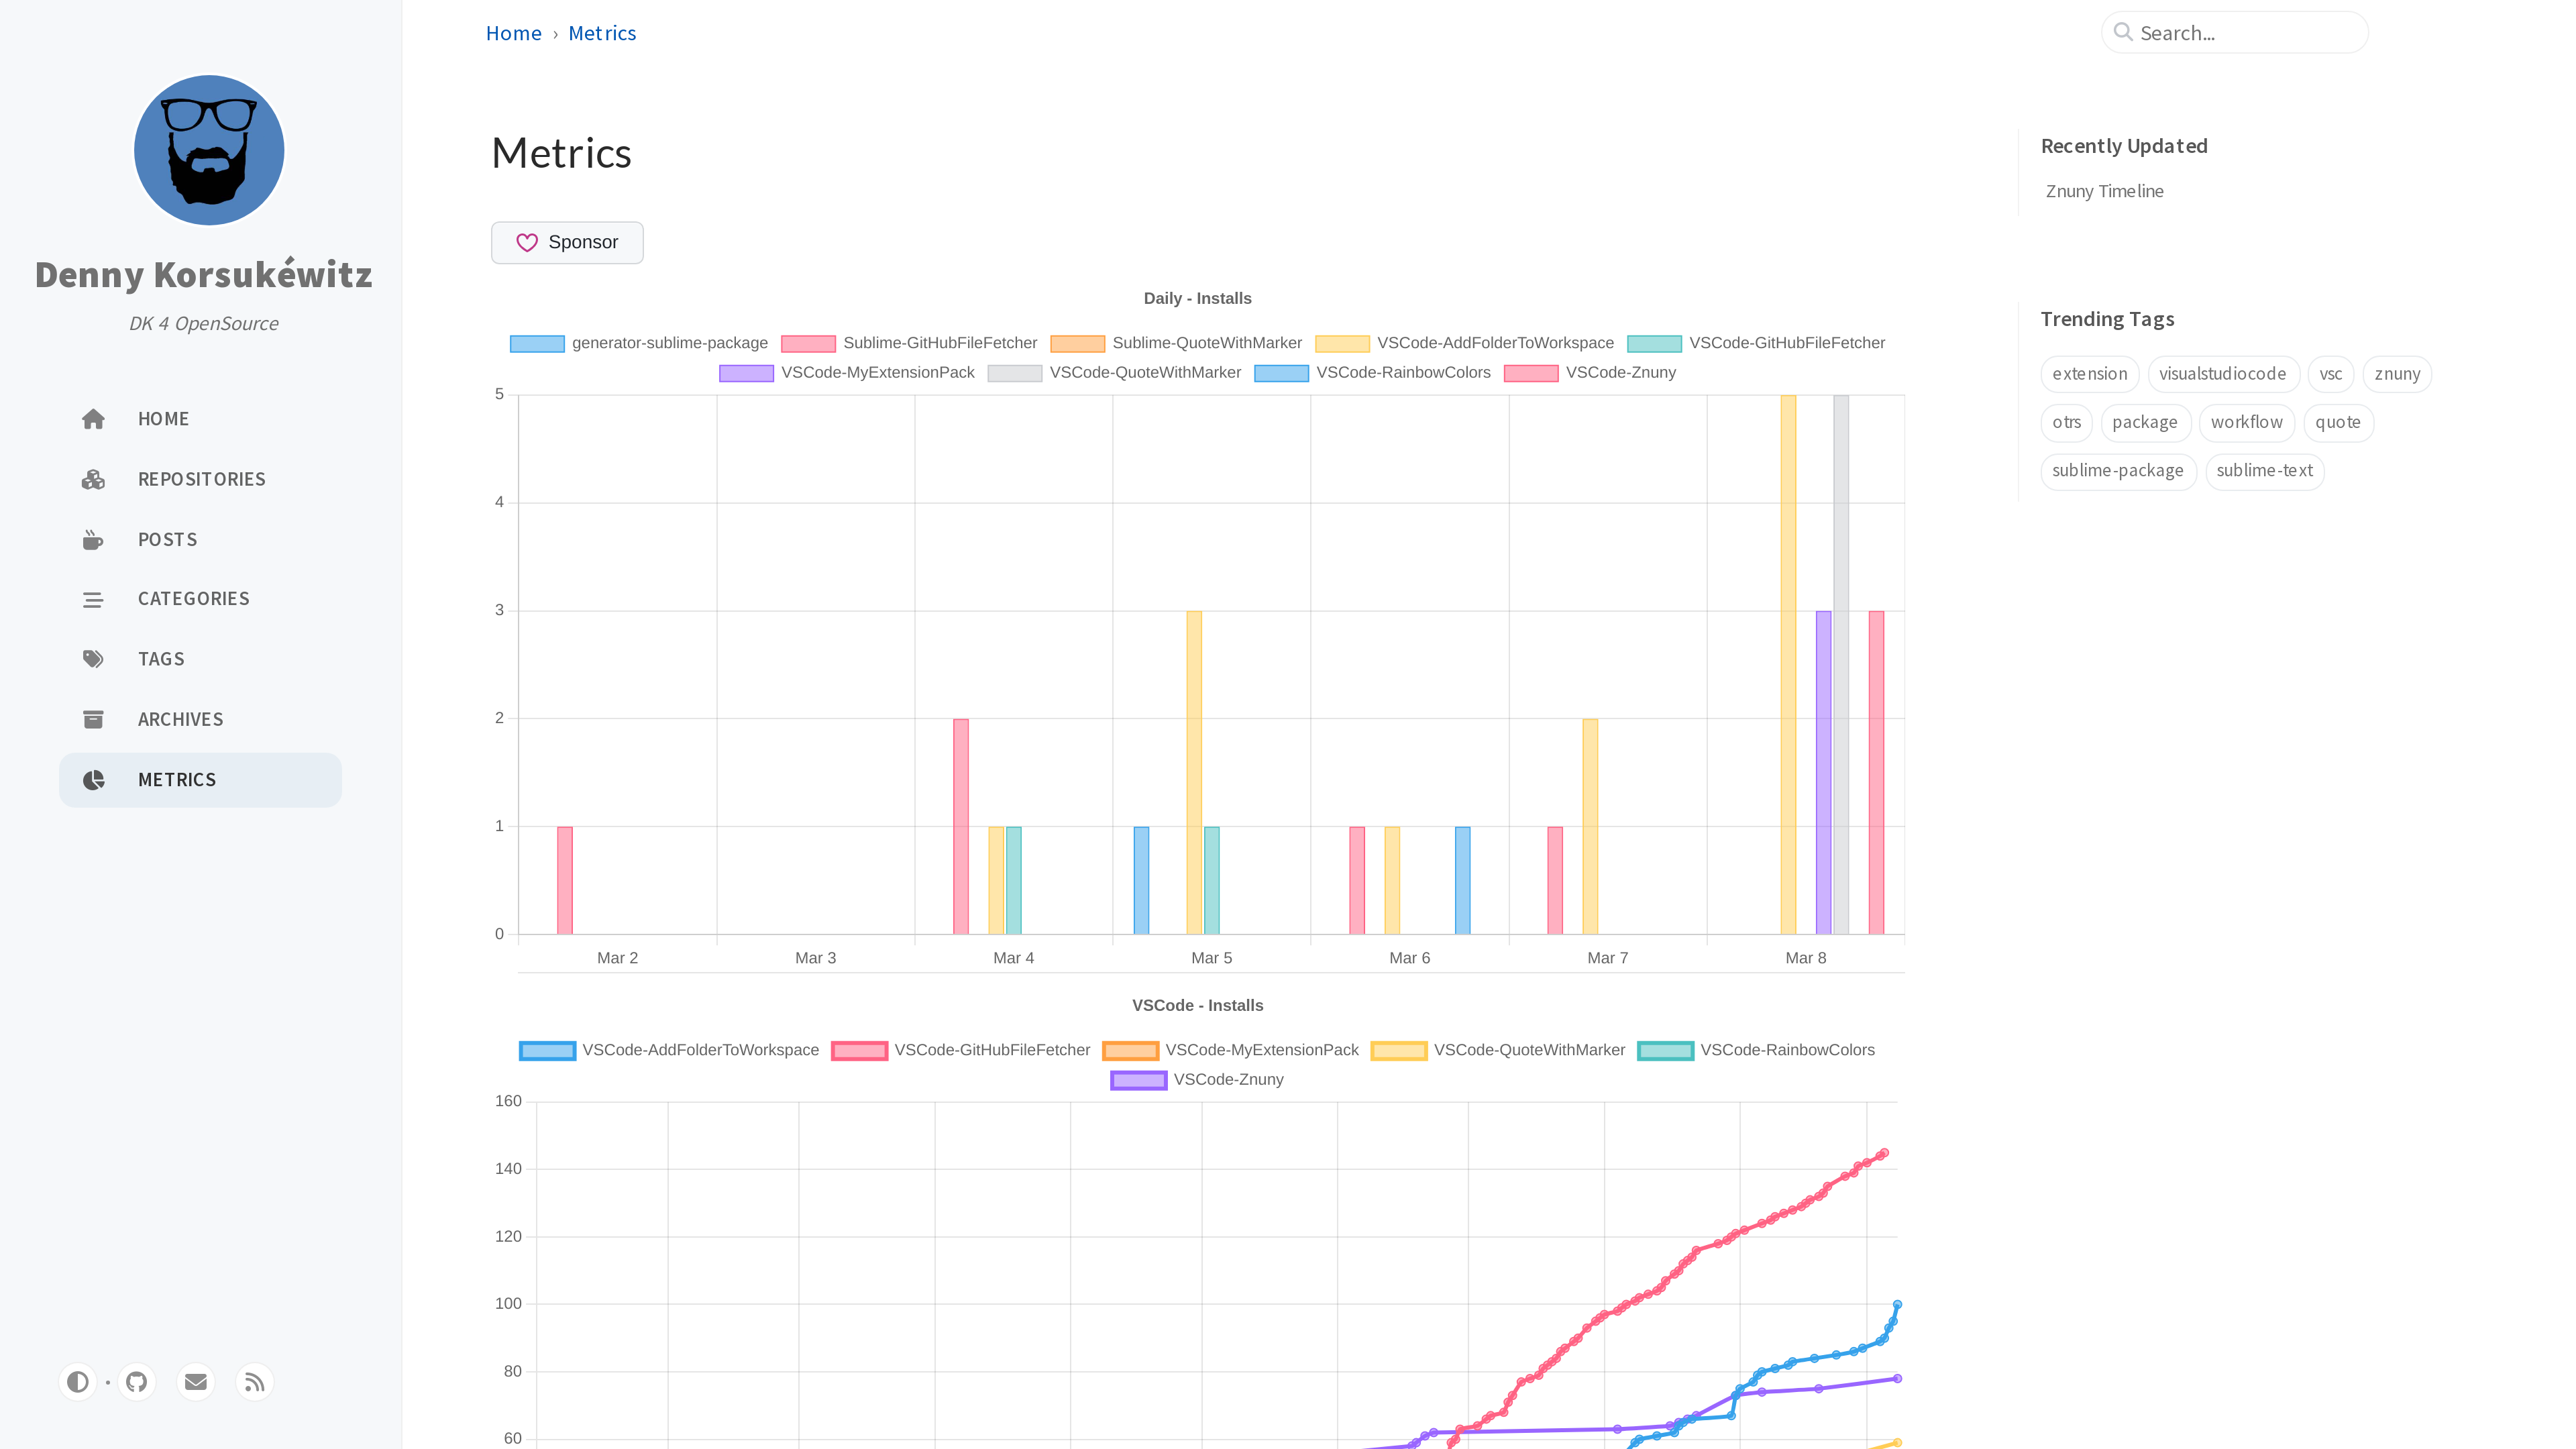 Denny Korsukéwitz
DK 4 OpenSource
HOME
REPOSITORIES
POSTS
CATEGORIES
TAGS
ARCHIVES
METRICS
Home › Metrics
Search...
Metrics
Sponsor
Daily - Installs
generator-sublime-package Sublime-GitHubFileFetcher Sublime-QuoteWithMarker VSCode-AddFolderToWorkspace VSCode-GitHubFileFetcher
VSCode-MyExtensionPack VSCode-QuoteWithMarker VSCode-RainbowColors VSCode-Znuny
5
4
3
2
1
0
Mar 2 Mar 3 Mar 4 Mar 5 Mar 6 Mar 7 Mar 8
VSCode - Installs
VSCode-AddFolderToWorkspace VSCode-GitHubFileFetcher VSCode-MyExtensionPack VSCode-QuoteWithMarker VSCode-RainbowColors
VSCode-Znuny
160
140
120
100
80
60
Recently Updated
Znuny Timeline
Trending Tags
extension visualstudiocode vsc znuny
otrs package workflow quote
sublime-package sublime-text